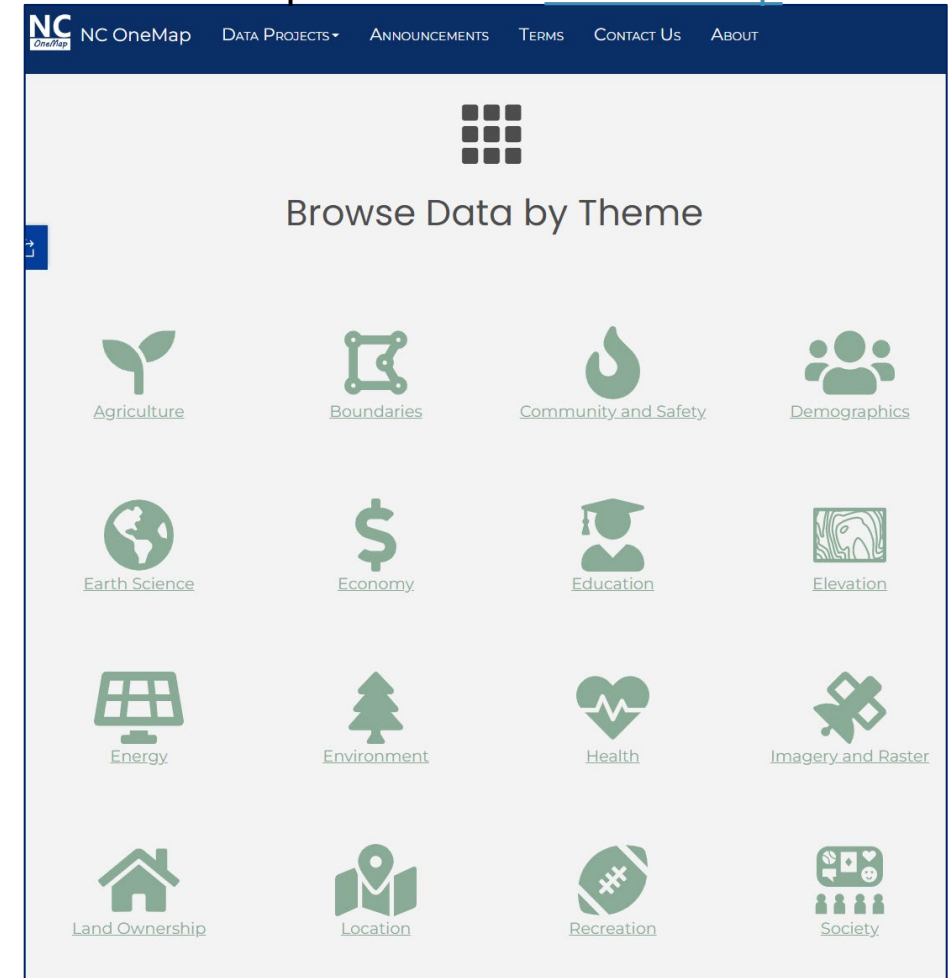 NC OneMap NC OneMap Data Projects Announcements Terms Contact Us About
Browse Data by Theme
Agriculture Boundaries Community and Safety Demographics
Earth Science Economy Education Elevation
Energy Environment Health Imagery and Raster
Land Ownership Location Recreation Society